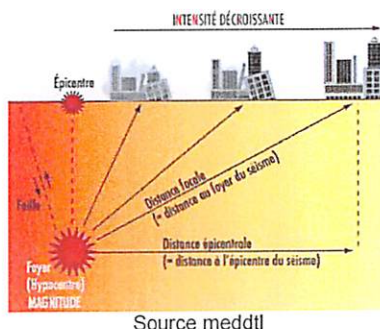 INTENSITÉ DÉCROISSANTE
Épicentre
Faille
Distance focale
(= distance au foyer du séisme)
Distance épicentrale
(= distance à l'épicentre du séisme)
Foyer
(Hypocentre)
MAGNITUDE
Source meddtl